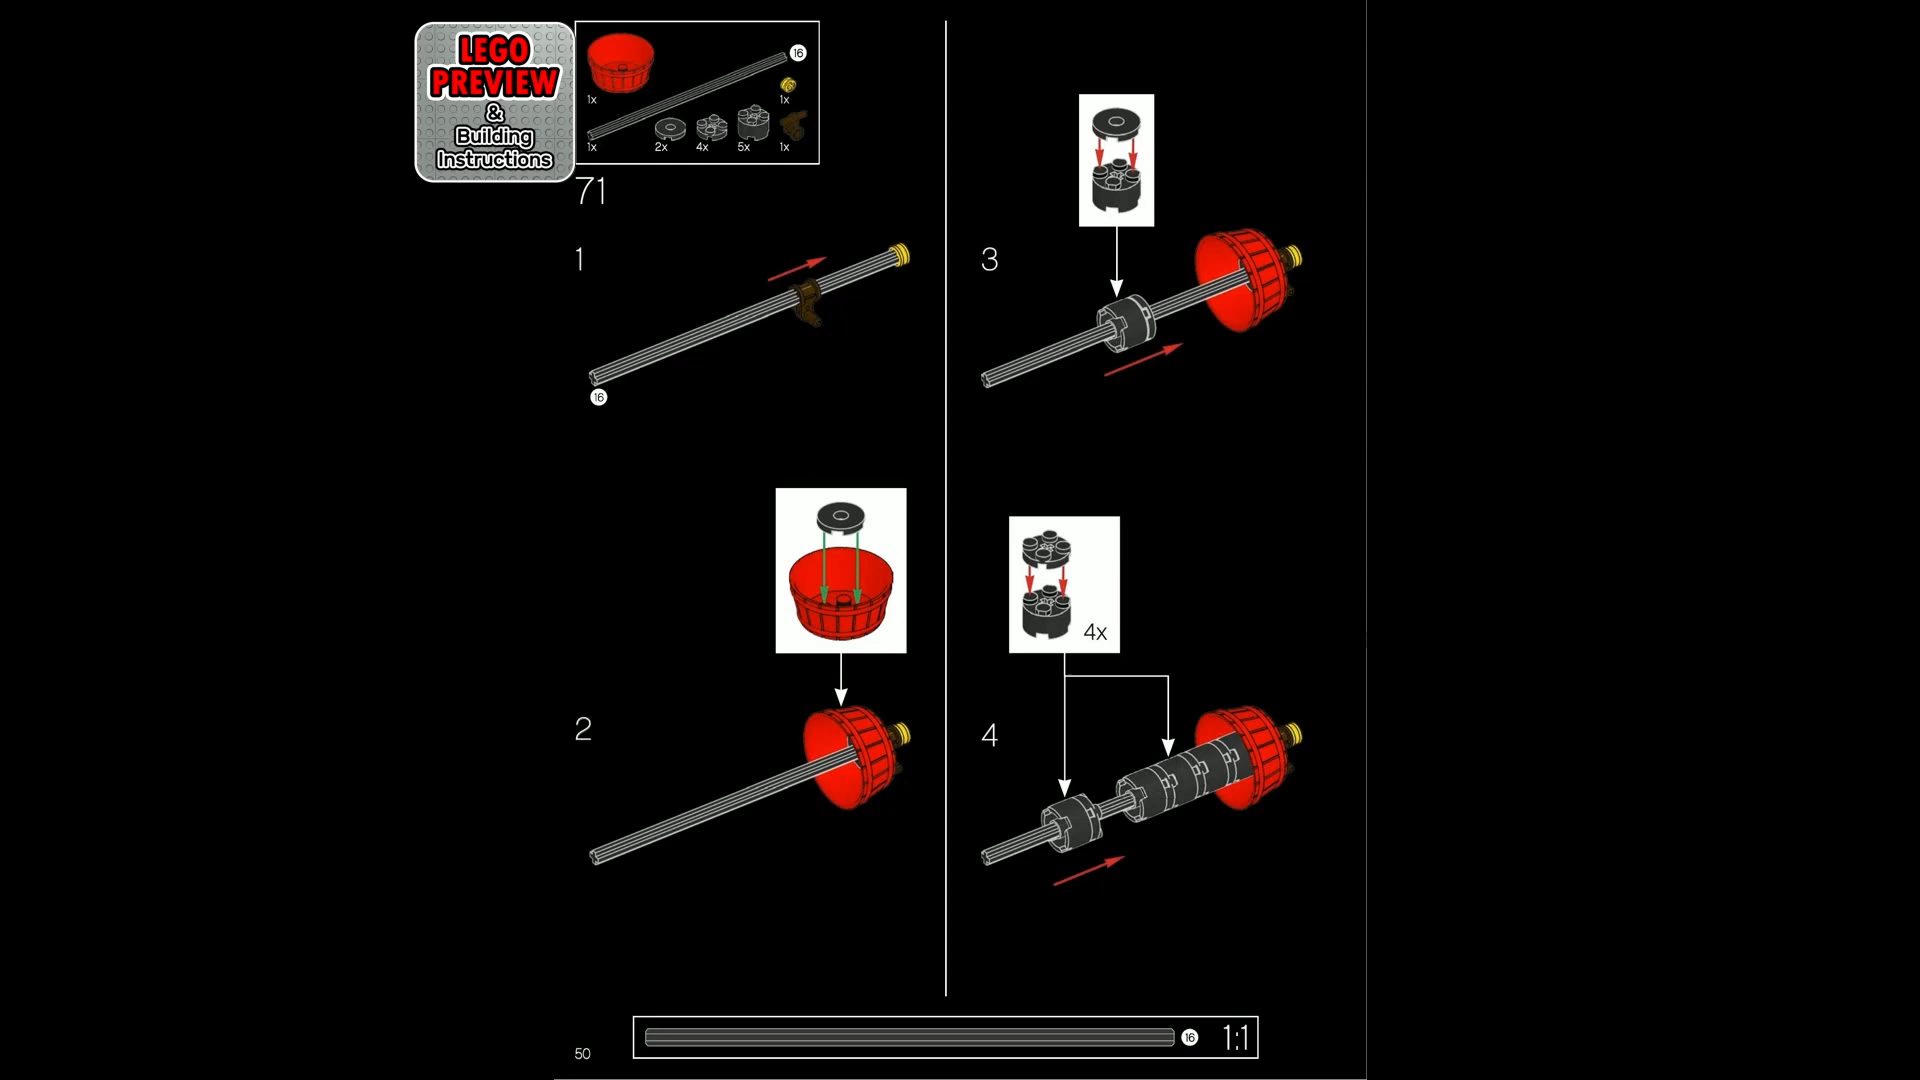 LEGO
PREVIEW
&
Building
Instructions
16
1x
1x
1x
2x
4x
5x
1x
71
1
16
2
3
4x
4
16
1:1
50